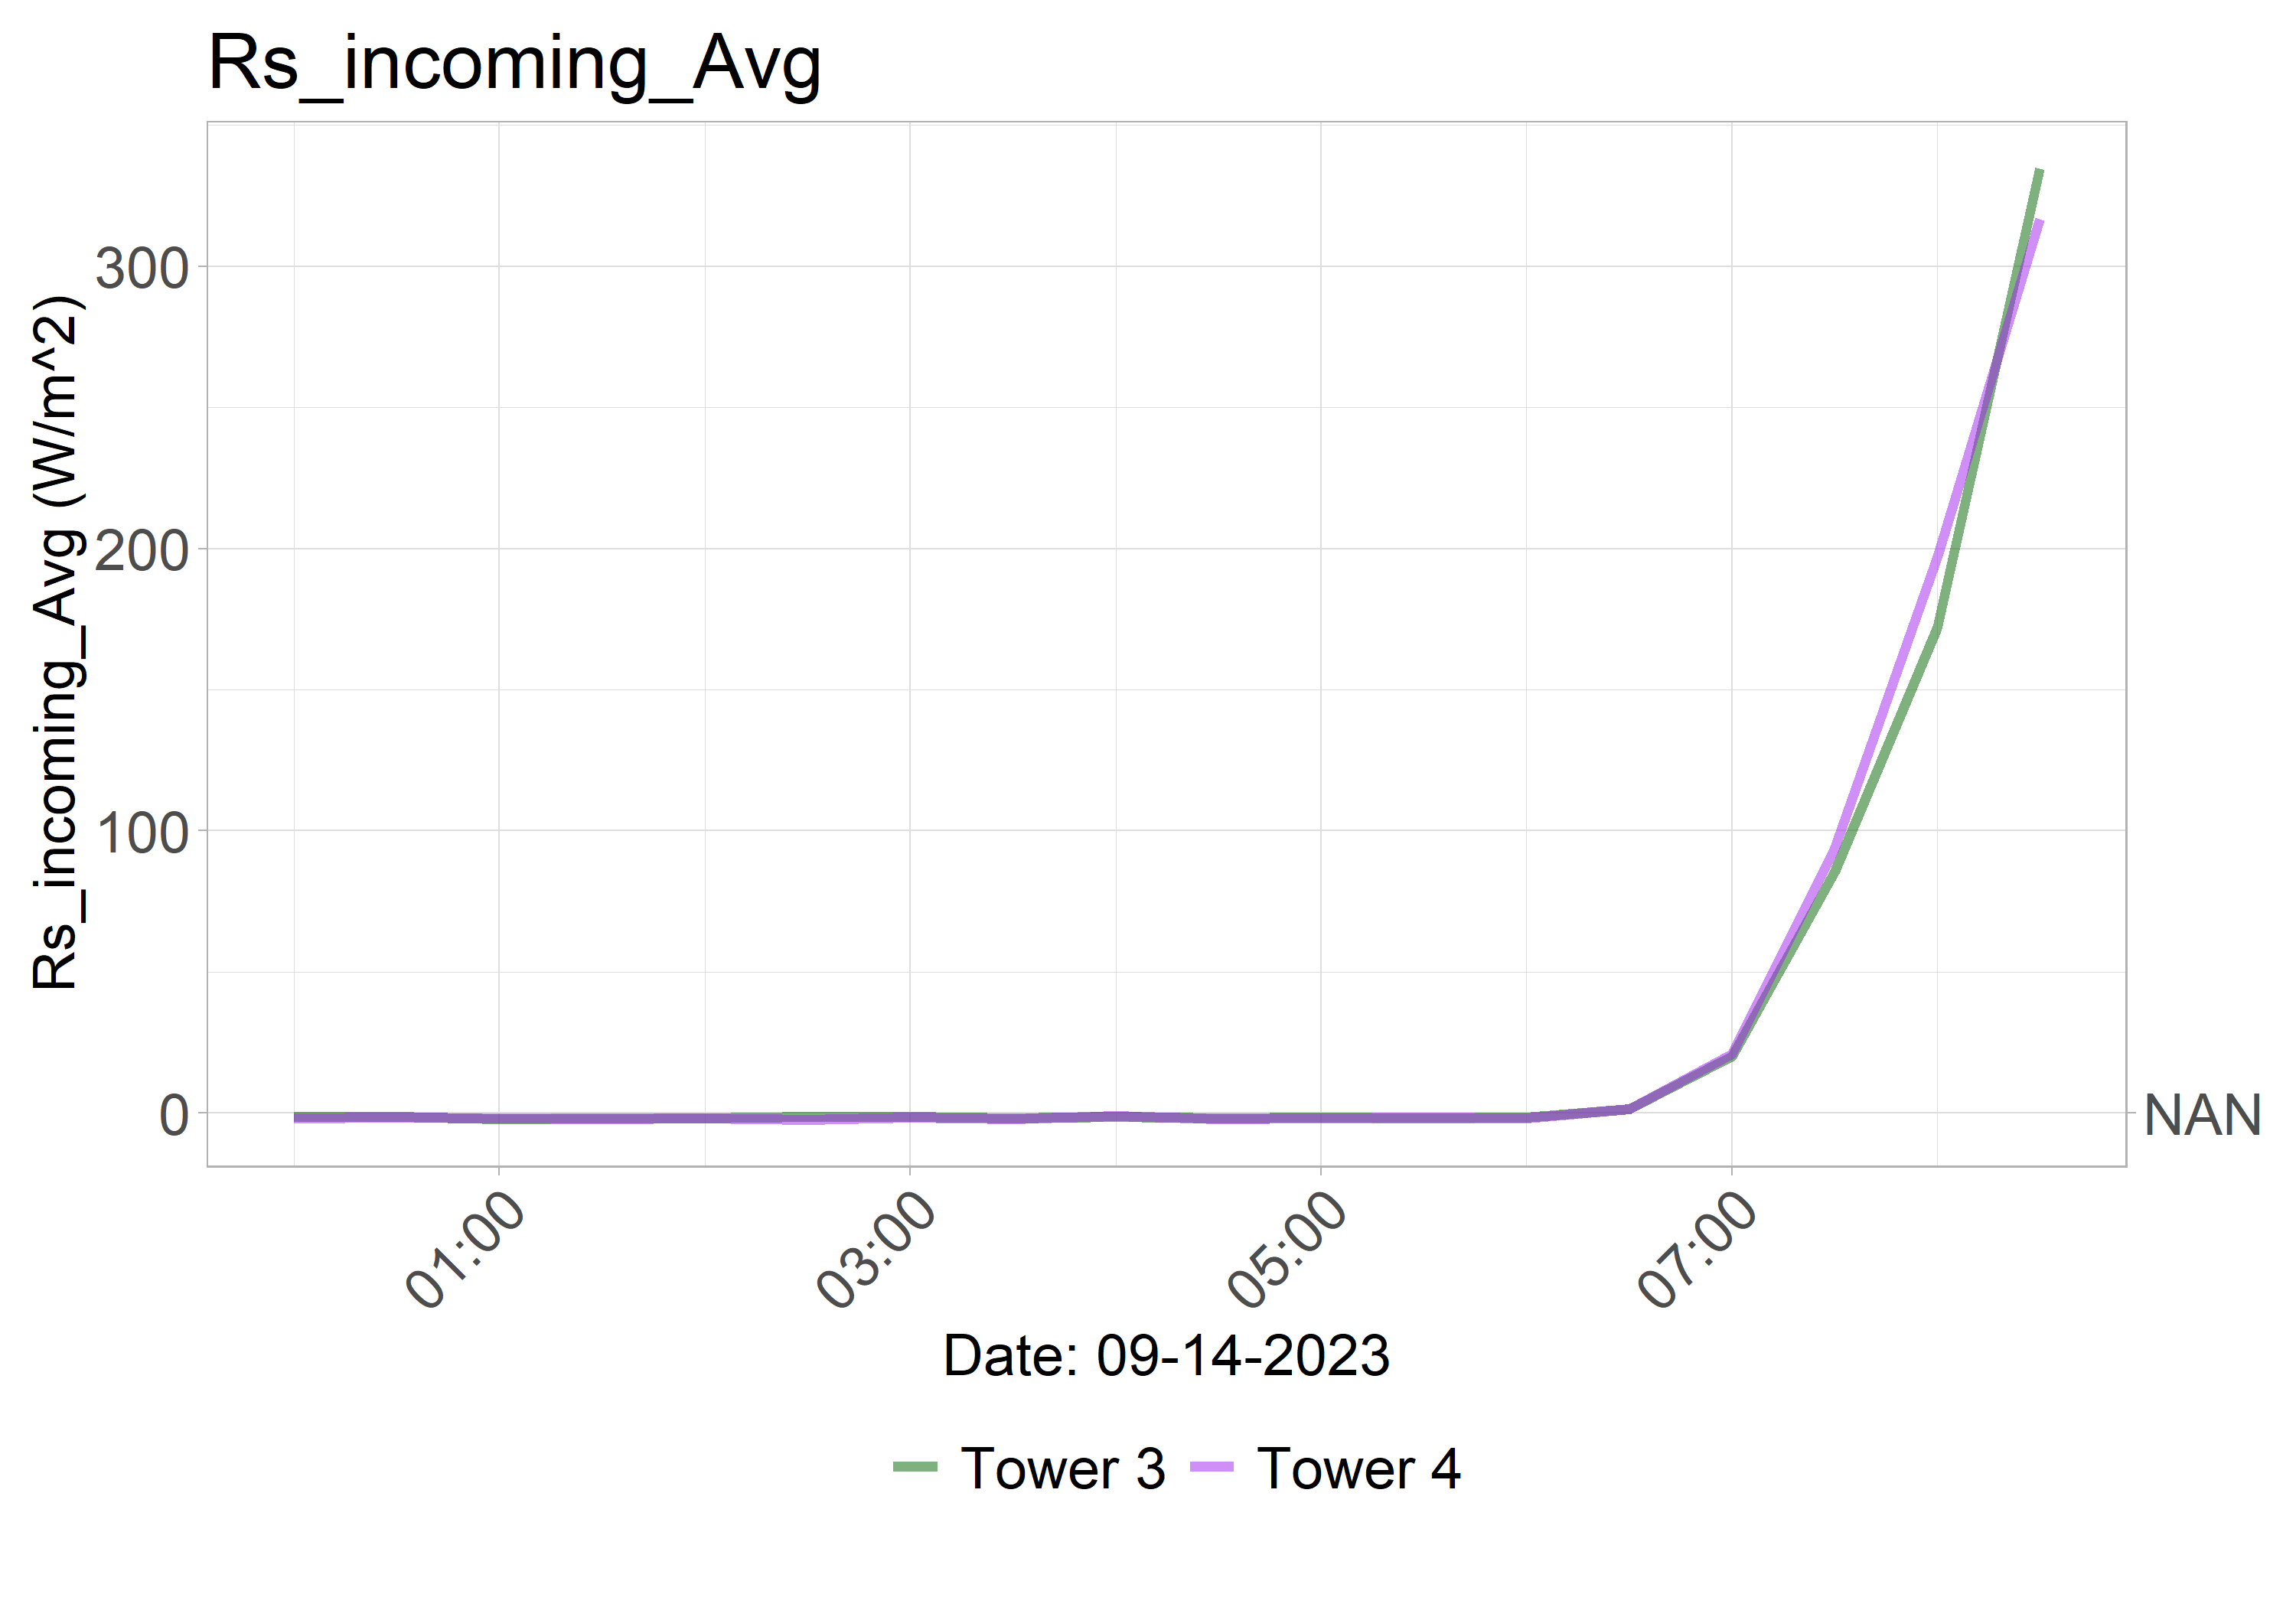 Rs_incoming_Avg
Rs_incoming_Avg (W/m^2)
300
200
100
0
NAN
01:00
03:00
05:00
07:00
Date: 09-14-2023
Tower 3
Tower 4